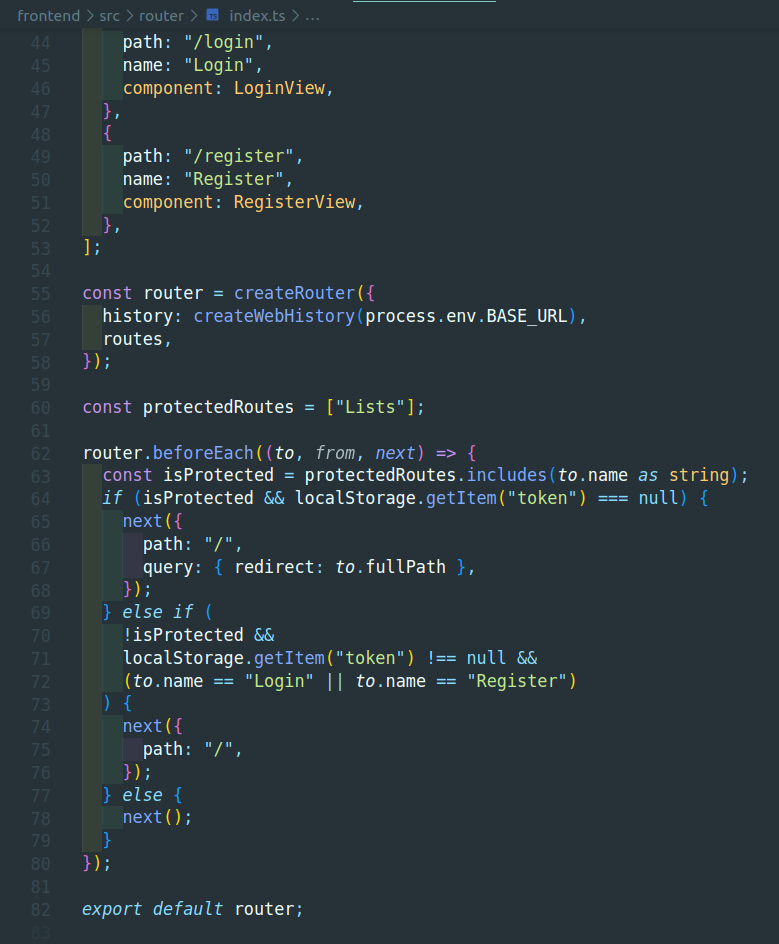 frontend > src > router > TS index.ts > ...
44 path: "/login",
45 name: "Login",
46 component: LoginView,
47 },
48 {
49 path: "/register",
50 name: "Register",
51 component: RegisterView,
52 },
53 ];
54
55 const router = createRouter({
56 history: createWebHistory(process.env.BASE_URL),
57 routes,
58 });
59
60 const protectedRoutes = ["Lists"];
61
62 router.beforeEach((to, from, next) => {
63 const isProtected = protectedRoutes.includes(to.name as string);
64 if (isProtected && localStorage.getItem("token") === null) {
65 next({
66 path: "/",
67 query: { redirect: to.fullPath },
68 });
69 } else if (
70 !isProtected &&
71 localStorage.getItem("token") !== null &&
72 (to.name == "Login" || to.name == "Register")
73 ) {
74 next({
75 path: "/",
76 });
77 } else {
78 next();
79 }
80 });
81
82 export default router;
83